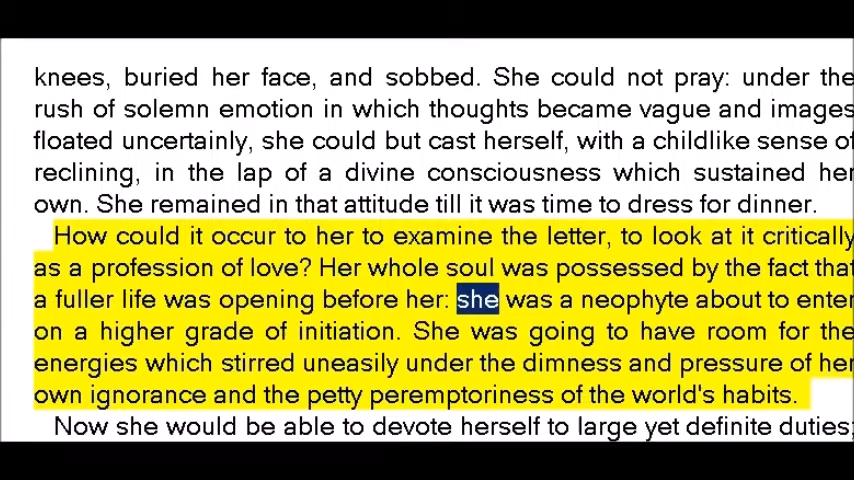 knees, buried her face, and sobbed. She could not pray: under the
rush of solemn emotion in which thoughts became vague and images
floated uncertainly, she could but cast herself, with a childlike sense of
reclining, in the lap of a divine consciousness which sustained her
own. She remained in that attitude till it was time to dress for dinner.
How could it occur to her to examine the letter, to look at it critically
as a profession of love? Her whole soul was possessed by the fact that
a fuller life was opening before her: she was a neophyte about to enter
on a higher grade of initiation. She was going to have room for the
energies which stirred uneasily under the dimness and pressure of her
own ignorance and the petty peremptoriness of the world's habits.
Now she would be able to devote herself to large yet definite duties;